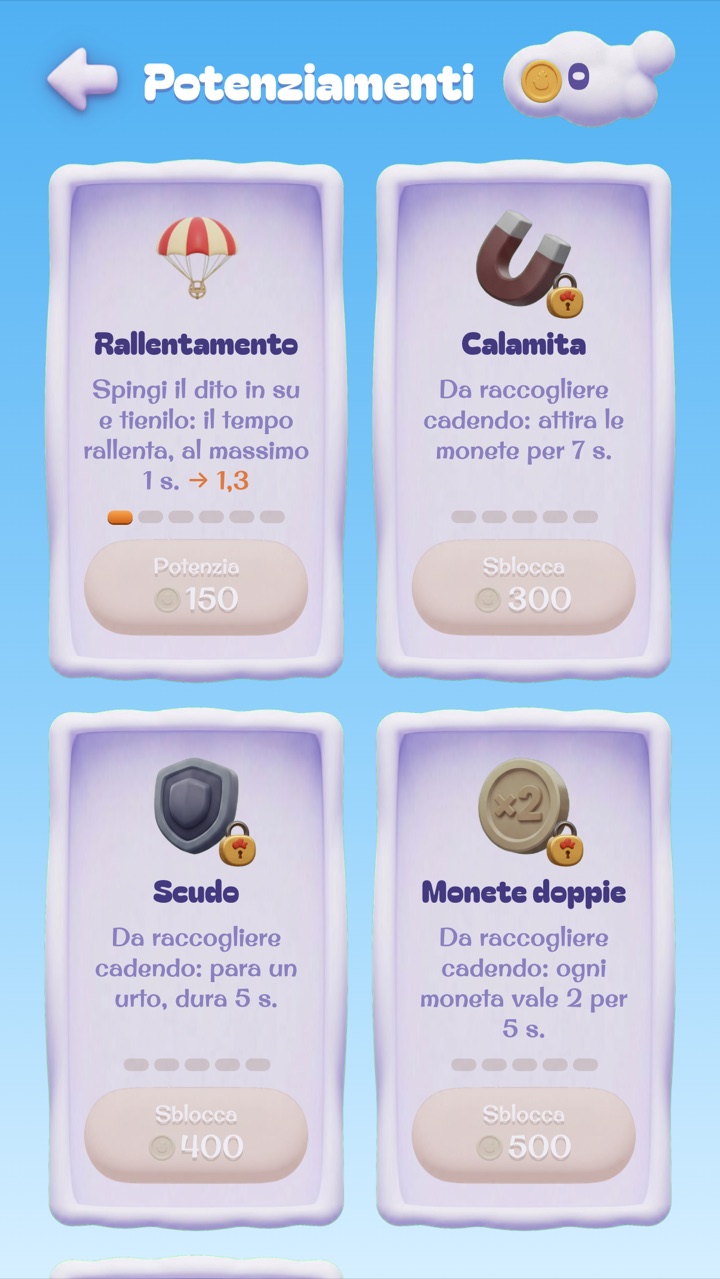 Potenziamenti
0
Rallentamento
Spingi il dito in su
e tienilo: il tempo
rallenta, al massimo
1 s. → 1,3
Potenzia
150
Calamita
Da raccogliere
cadendo: attira le
monete per 7 s.
Sblocca
300
Scudo
Da raccogliere
cadendo: para un
urto, dura 5 s.
Sblocca
400
×2
Monete doppie
Da raccogliere
cadendo: ogni
moneta vale 2 per
5 s.
Sblocca
500